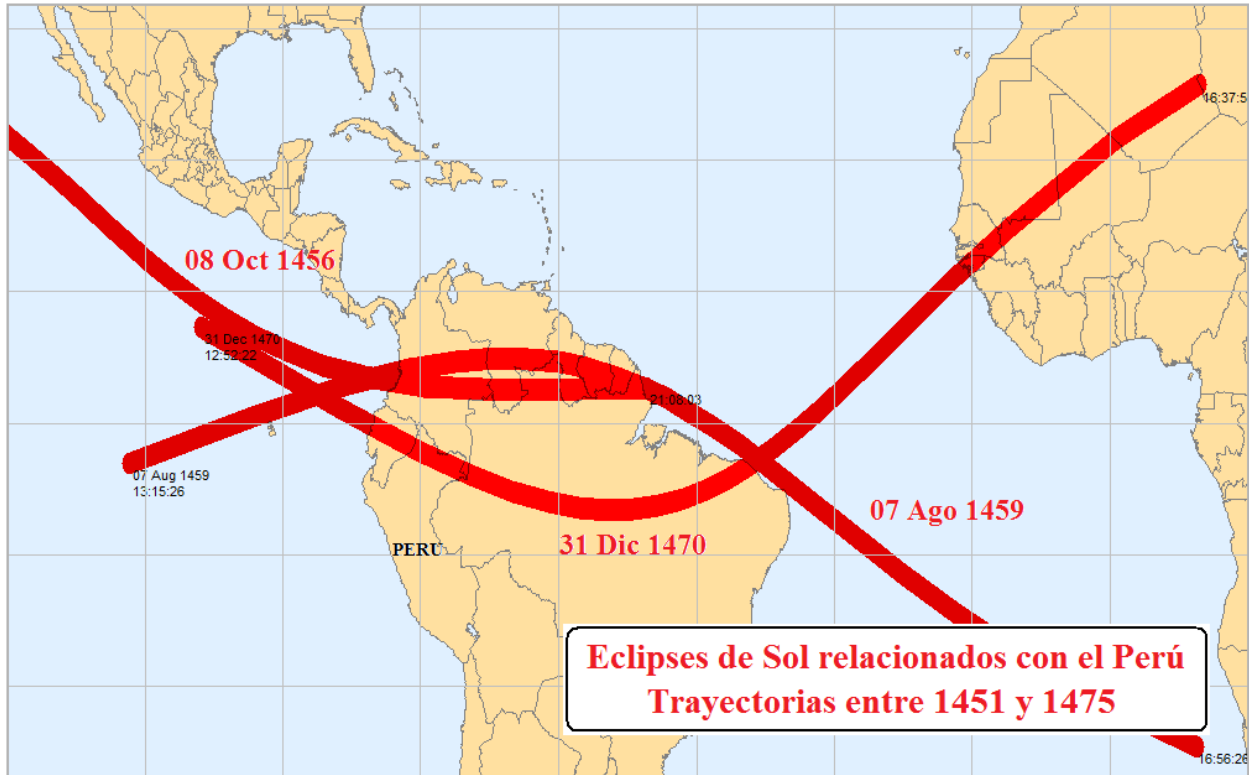 16:37:5
08 Oct 1456
31 Dec 1470
12:52:22
21:08:03
07 Aug 1459
13:15:26
07 Ago 1459
31 Dic 1470
PERU
Eclipses de Sol relacionados con el Perú
Trayectorias entre 1451 y 1475
16:56:26